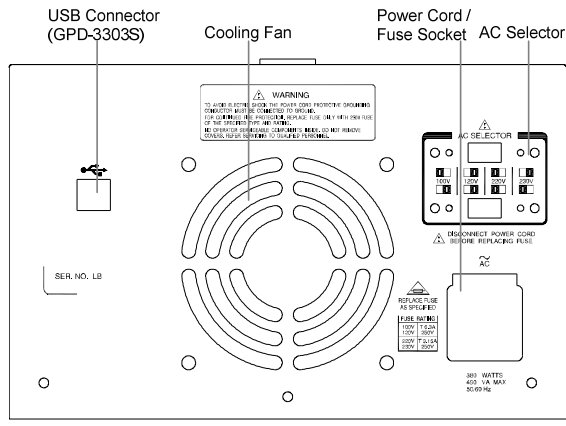 USB Connector
(GPD-3303S)
Cooling Fan
Power Cord /
Fuse Socket
AC Selector
WARNING
TO AVOID ELECTRIC SHOCK THE POWER CORD PROTECTIVE GROUNDING
CONDUCTOR MUST BE CONNECTED TO GROUND.
FOR CONTINUED FIRE PROTECTION, REPLACE FUSE ONLY WITH 250V FUSE
OF THE SPECIFIED TYPE AND RATING.
NO OPERATOR SERVICEABLE COMPONENTS INSIDE. DO NOT REMOVE
COVERS. REFER SERVICING TO QUALIFIED PERSONNEL.
AC SELECTOR
100V 120V 220V 230V
DISCONNECT POWER CORD
BEFORE REPLACING FUSE
AC
SER. NO. LB
REPLACE FUSE
AS SPECIFIED
FUSE RATING
100V T 6.3A
120V 250V
220V T 3.15A
230V 250V
380 WATTS
450 VA MAX
50/60 Hz